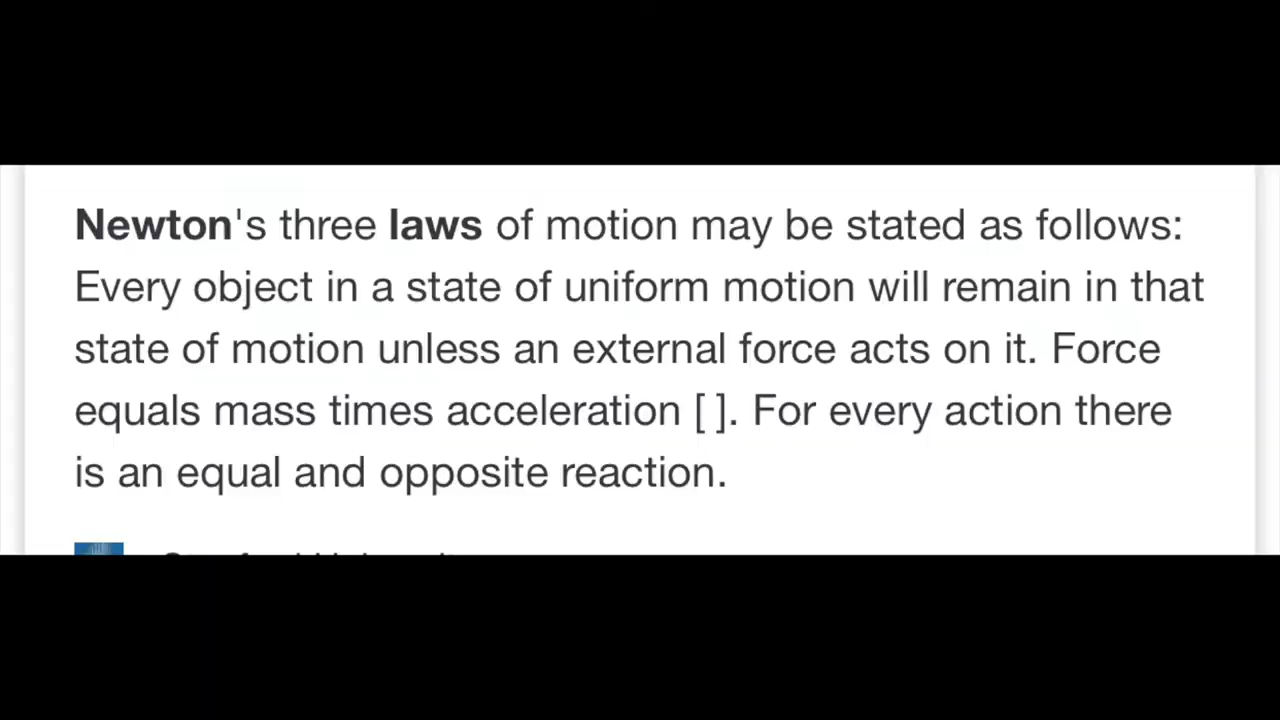 Newton's three laws of motion may be stated as follows:
Every object in a state of uniform motion will remain in that
state of motion unless an external force acts on it. Force
equals mass times acceleration [ ]. For every action there
is an equal and opposite reaction.